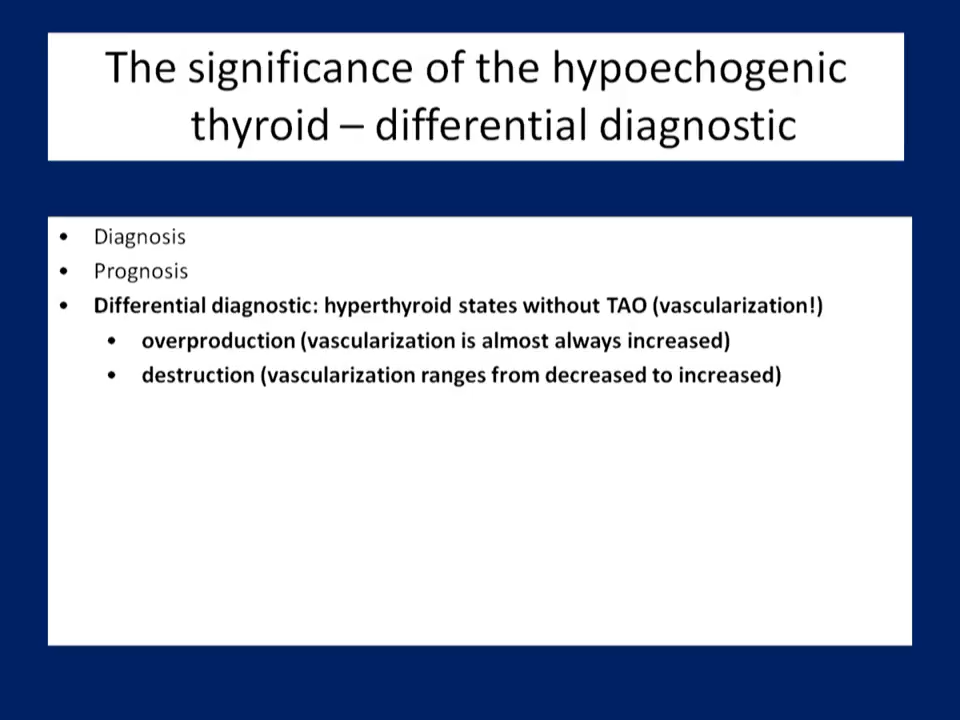 The significance of the hypoechogenic
thyroid – differential diagnostic
• Diagnosis
• Prognosis
• Differential diagnostic: hyperthyroid states without TAO (vascularization!)
• overproduction (vascularization is almost always increased)
• destruction (vascularization ranges from decreased to increased)